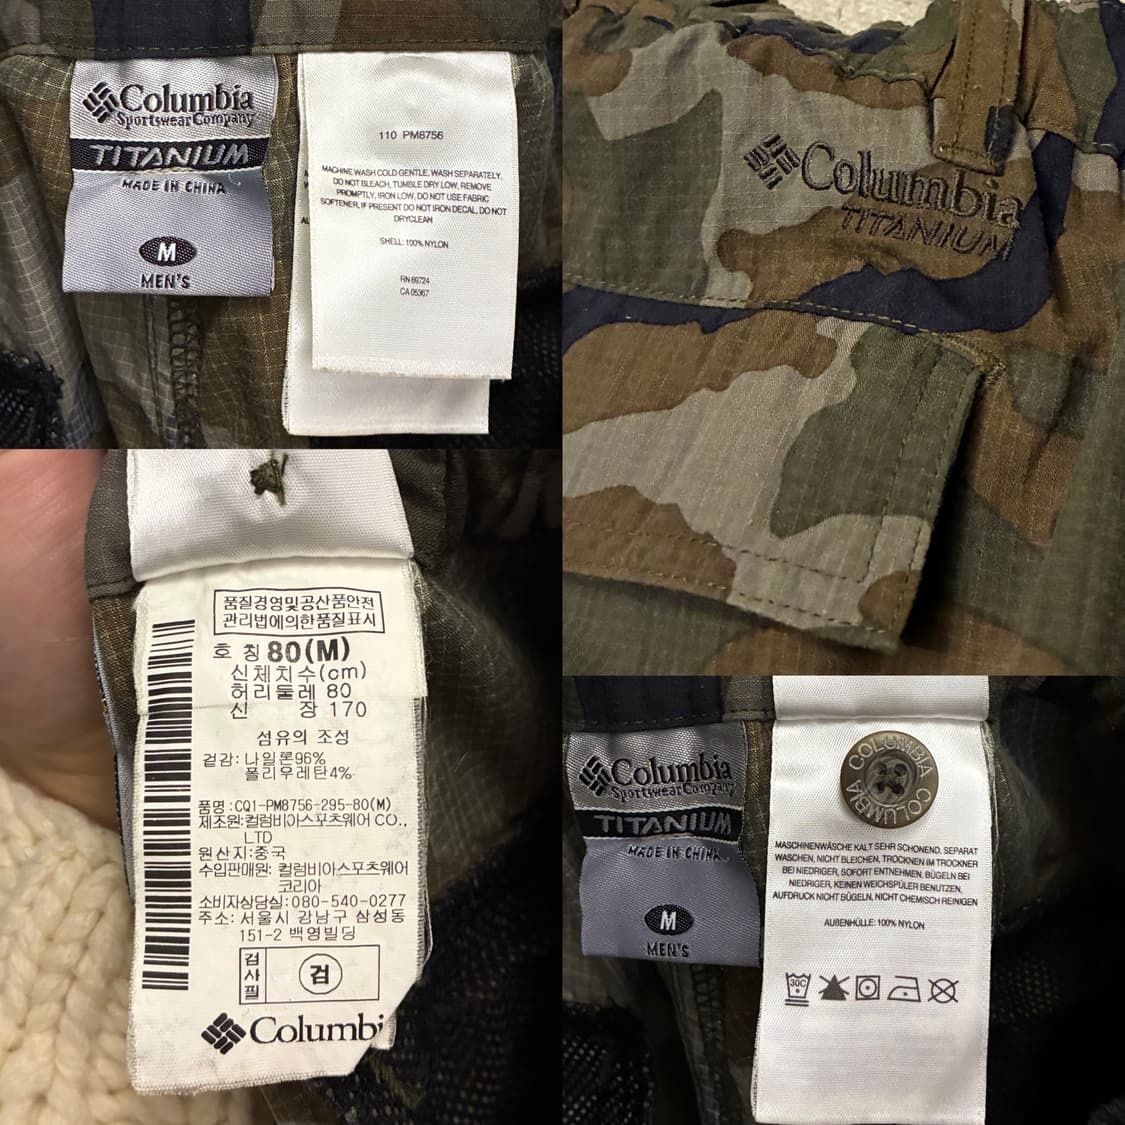 Columbia
Sportswear Company
TITANIUM
MADE IN CHINA
M
MEN'S
110 PM8756
MACHINE WASH COLD GENTLE, WASH SEPARATELY,
DO NOT BLEACH, TUMBLE DRY LOW, REMOVE
PROMPTLY, IRON LOW, DO NOT USE FABRIC
SOFTENER, IF PRESENT DO NOT IRON DECAL, DO NOT
DRYCLEAN
SHELL: 100% NYLON
RN 69724
CA 05367
Columbia
TITANIUM
품질경영및공산품안전
관리법에의한품질표시
호 칭 80(M)
신체치수(cm)
허리둘레 80
신 장 170
섬유의 조성
겉감: 나일론96%
폴리우레탄4%
품명:CQ1-PM8756-295-80(M)
제조원:컬럼비아스포츠웨어 CO.,
LTD
원산지:중국
수입판매원: 컬럼비아스포츠웨어
코리아
소비자상담실:080-540-0277
주소: 서울시 강남구 삼성동
151-2 백영빌딩
검사필 검
Columbi
Columbia
Sportswear Company
TITANIUM
MADE IN CHINA
M
MEN'S
COLUMBIA COLUMBIA
MASCHINENWÄSCHE KALT SEHR SCHONEND, SEPARAT
WASCHEN, NICHT BLEICHEN, TROCKNEN IM TROCKNER
BEI NIEDRIGER, SOFORT ENTNEHMEN, BÜGELN BEI
NIEDRIGER, KEINEN WEICHSPÜLER BENUTZEN,
AUFDRUCK NICHT BÜGELN, NICHT CHEMISCH REINIGEN
AUßENHÜLLE: 100% NYLON
30C